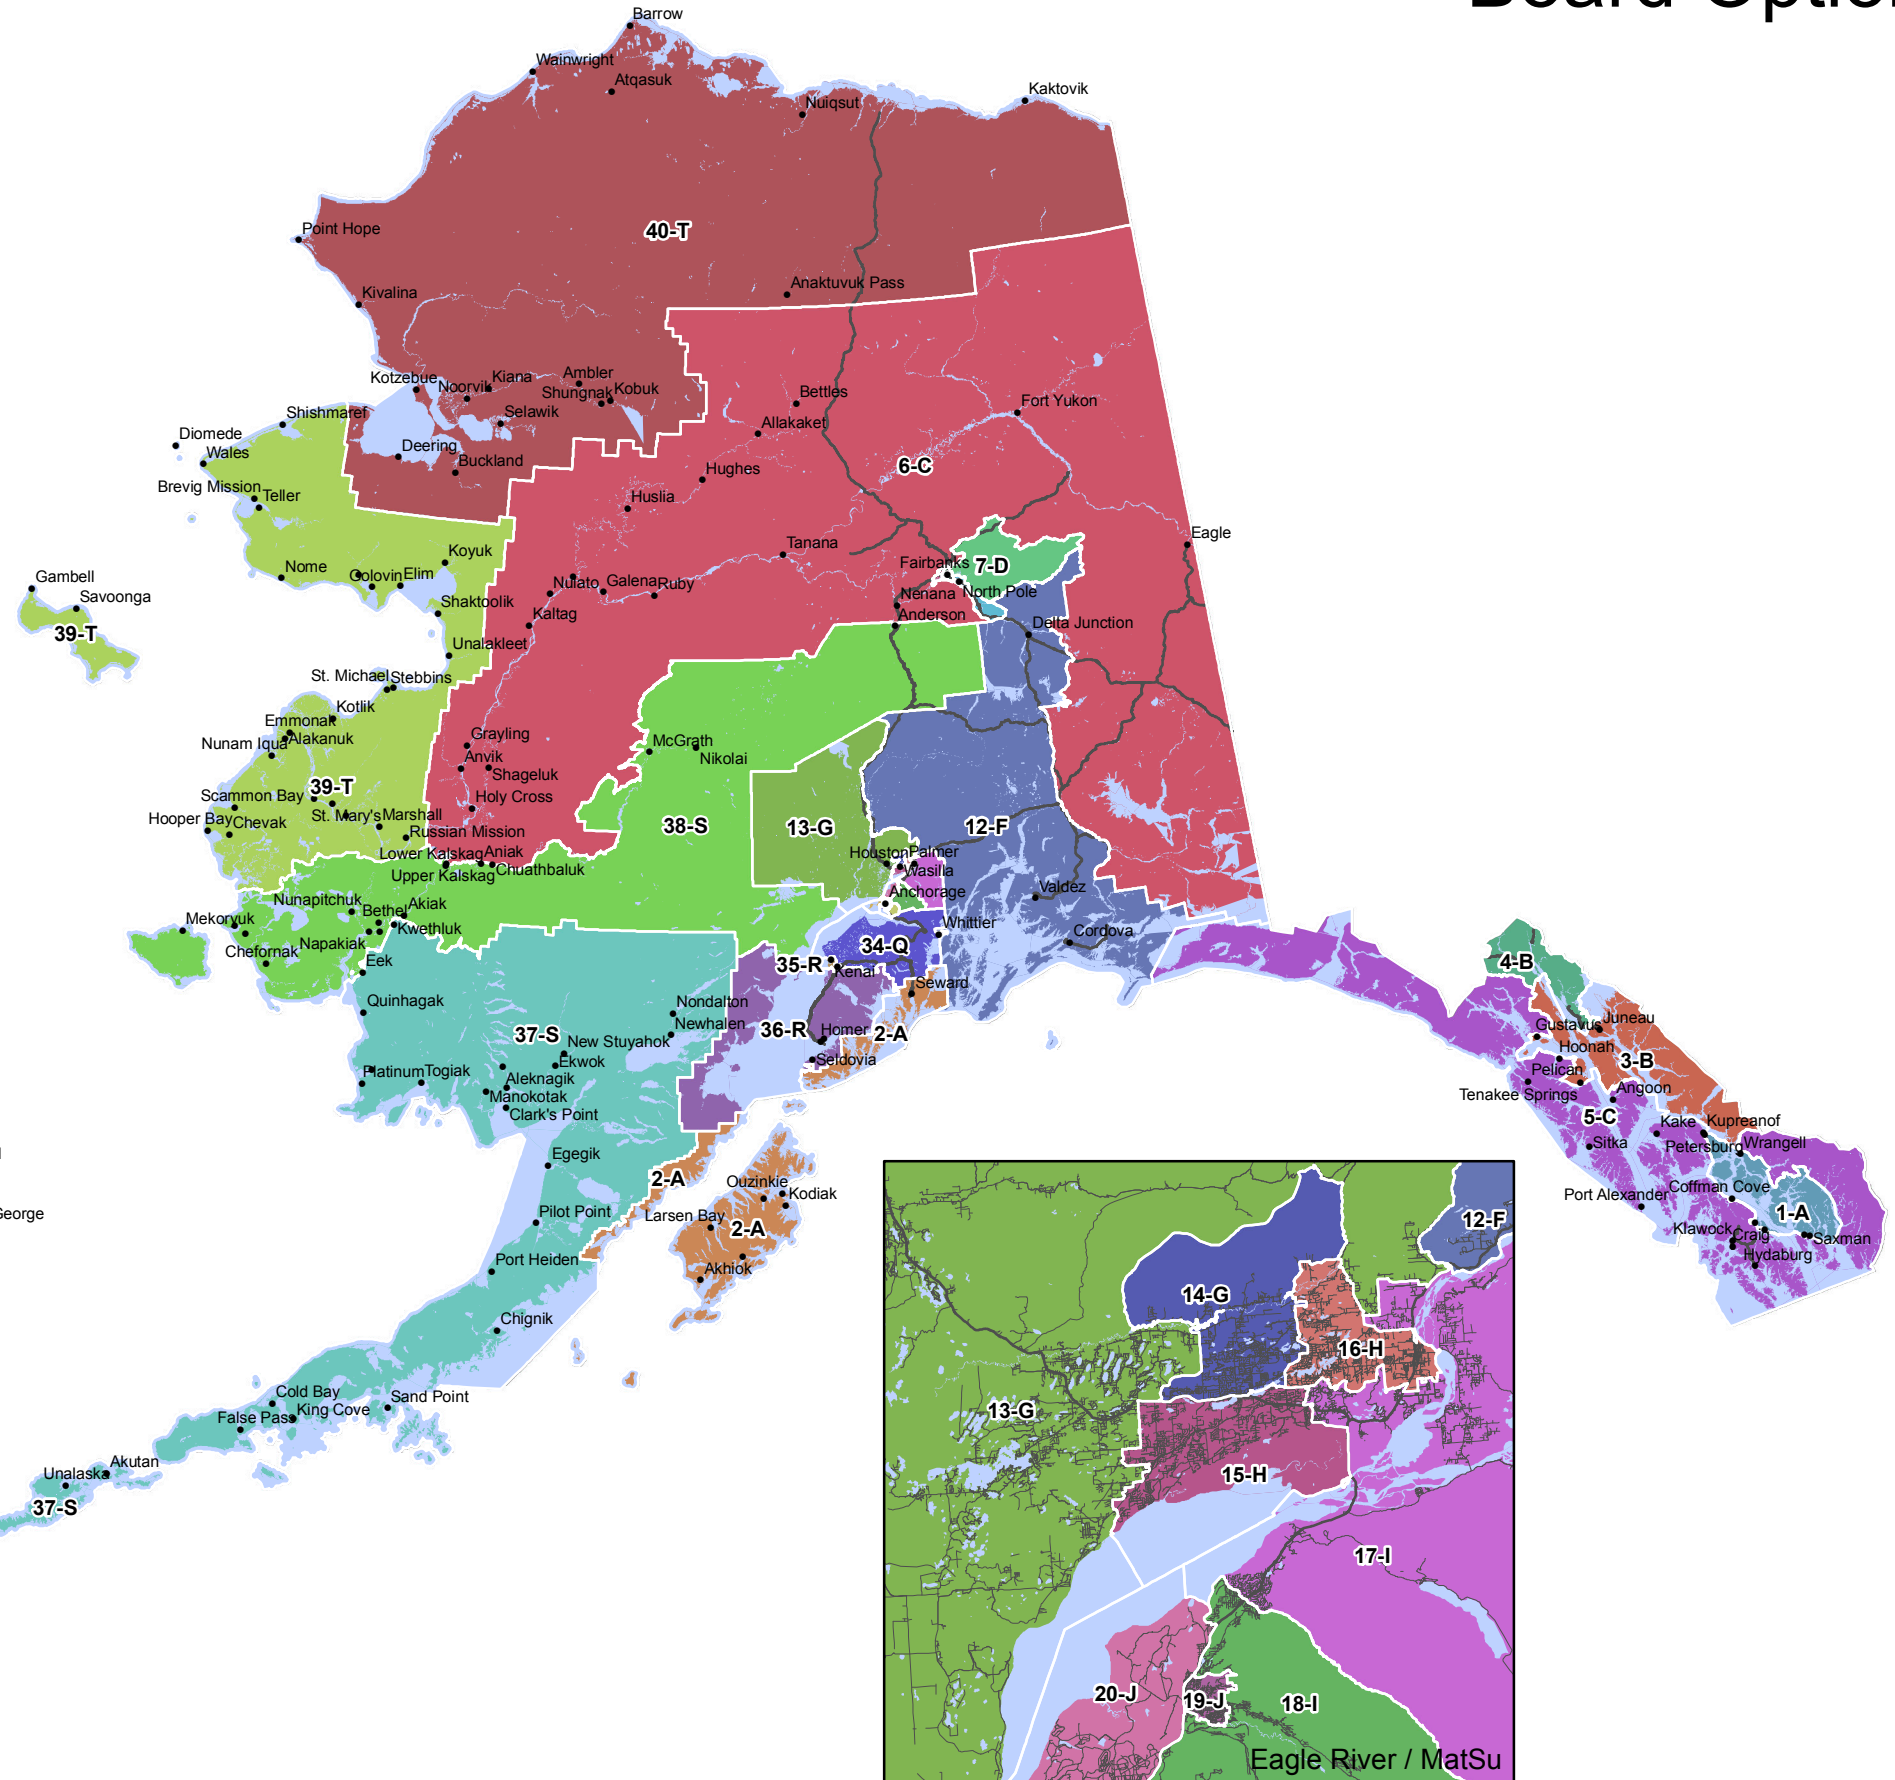 Barrow
Wainwright
Atqasuk
Kaktovik
Nuiqsut
Point Hope
40-T
Anaktuvuk Pass
Kivalina
Kotzebue
Noorvik
Kiana
Ambler
Shungnak
Kobuk
Selawik
Bettles
Fort Yukon
Shishmaref
Allakaket
Diomede
Wales
Deering
Buckland
6-C
Hughes
Brevig Mission
Teller
Huslia
Eagle
Tanana
Koyuk
Nome
Golovin
Elim
Fairbanks
7-D
Gambell
Savoonga
Nulato
Galena
Ruby
Nenana
North Pole
Shaktoolik
Kaltag
Anderson
Delta Junction
39-T
Unalakleet
St. Michael
Stebbins
Kotlik
Emmonak
Alakanuk
Nunam Iqua
Grayling
McGrath
Nikolai
Anvik
Shageluk
39-T
Scammon Bay
Holy Cross
Hooper Bay
Chevak
St. Mary's
Marshall
Russian Mission
38-S
13-G
12-F
Lower Kalskag
Aniak
Upper Kalskag
Chuathbaluk
Houston
Palmer
Wasilla
Anchorage
Valdez
Nunapitchuk
Bethel
Akiak
Mekoryuk
Kwethluk
Whittier
Cordova
Chefornak
Napakiak
Eek
34-Q
35-R
Kenai
4-B
Quinhagak
Nondalton
Seward
Newhalen
37-S
New Stuyahok
36-R
Homer
2-A
Gustavus
Juneau
Hoonah
3-B
Ekwok
Seldovia
Platinum
Togiak
Aleknagik
Pelican
Manokotak
Tenakee Springs
Angoon
Clark's Point
5-C
Kake
Kupreanof
Sitka
Petersburg
Wrangell
Egegik
2-A
Ouzinkie
Kodiak
Port Alexander
Coffman Cove
eorge
Pilot Point
Larsen Bay
2-A
Klawock
Craig
1-A
Saxman
Hydaburg
Port Heiden
Akhiok
Chignik
Cold Bay
King Cove
Sand Point
False Pass
Akutan
Unalaska
37-S
12-F
14-G
16-H
13-G
15-H
17-I
20-J
19-J
18-I
Eagle River / MatSu